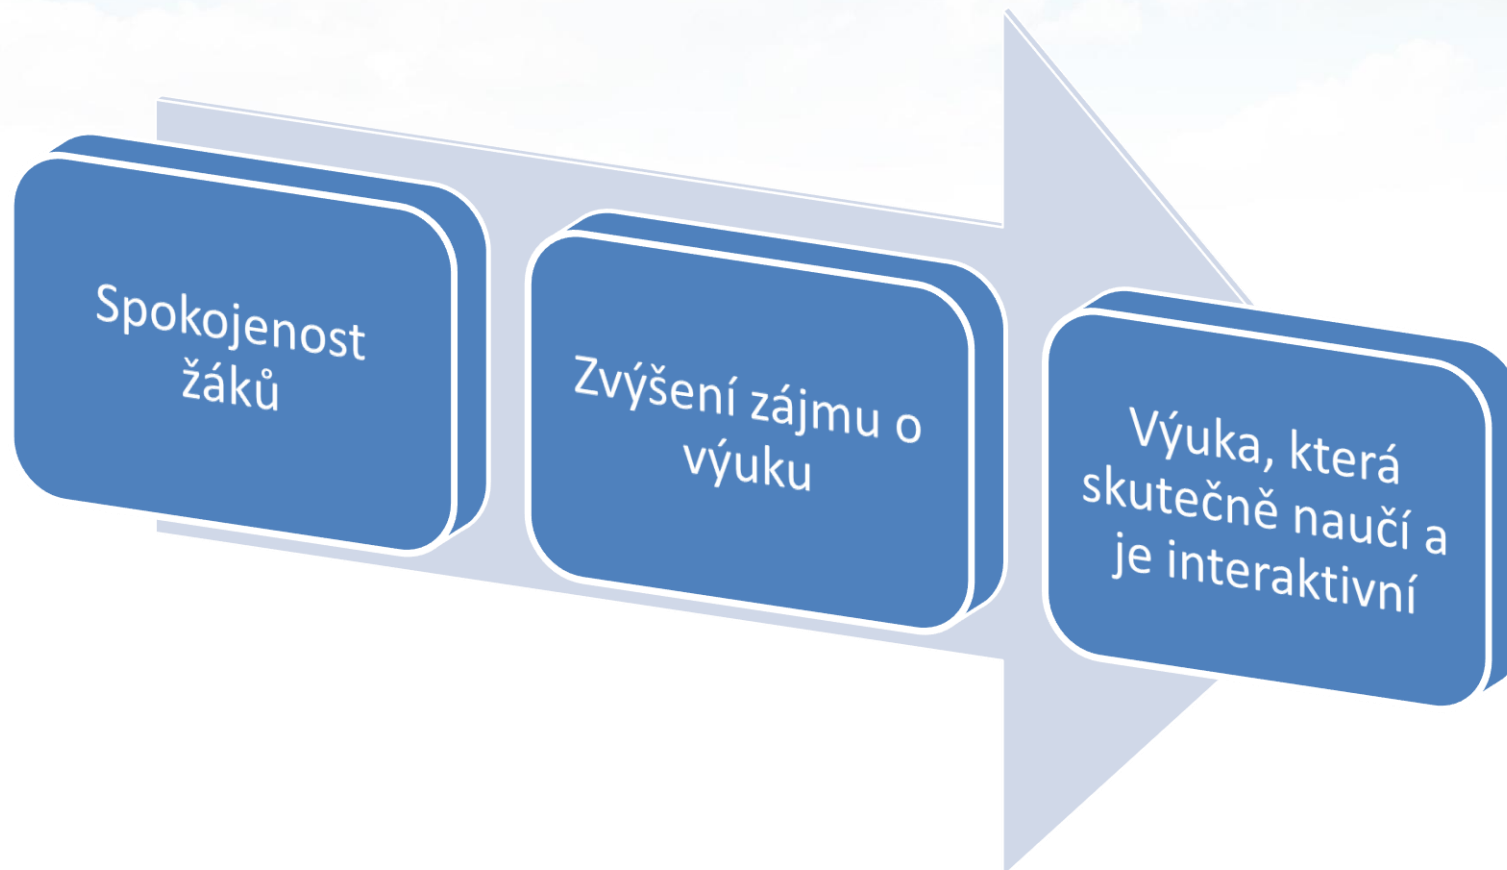 Spokojenost
žáků
Zvýšení zájmu o
výuku
Výuka, která
skutečně naučí a
je interaktivní